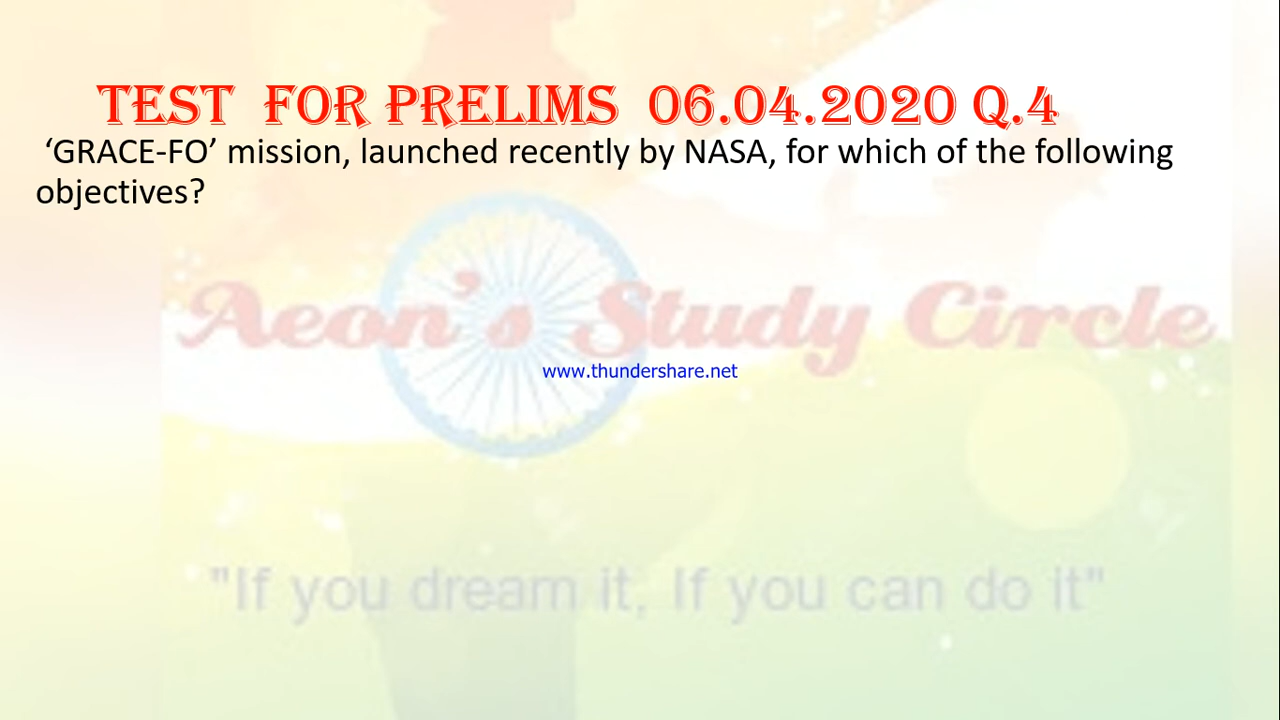 TEST FOR PRELIMS 06.04.2020 Q.4
‘GRACE-FO’ mission, launched recently by NASA, for which of the following
objectives?
Aeon's Study Circle
www.thundershare.net
"If you dream it, If you can do it"